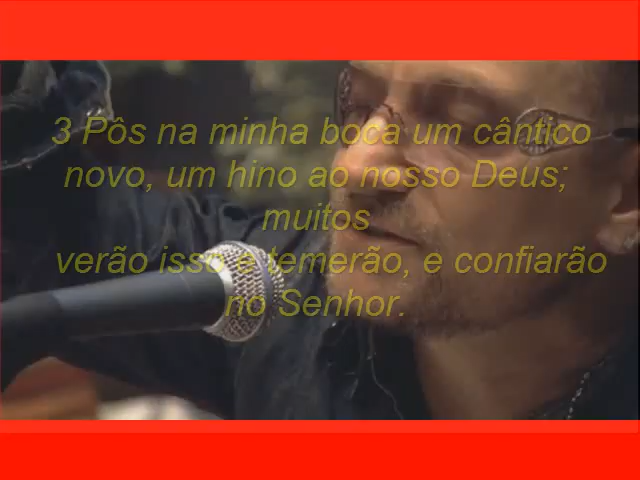 3 Pôs na minha boca um cântico
novo, um hino ao nosso Deus;
muitos
verão isso e temerão, e confiarão
no Senhor.